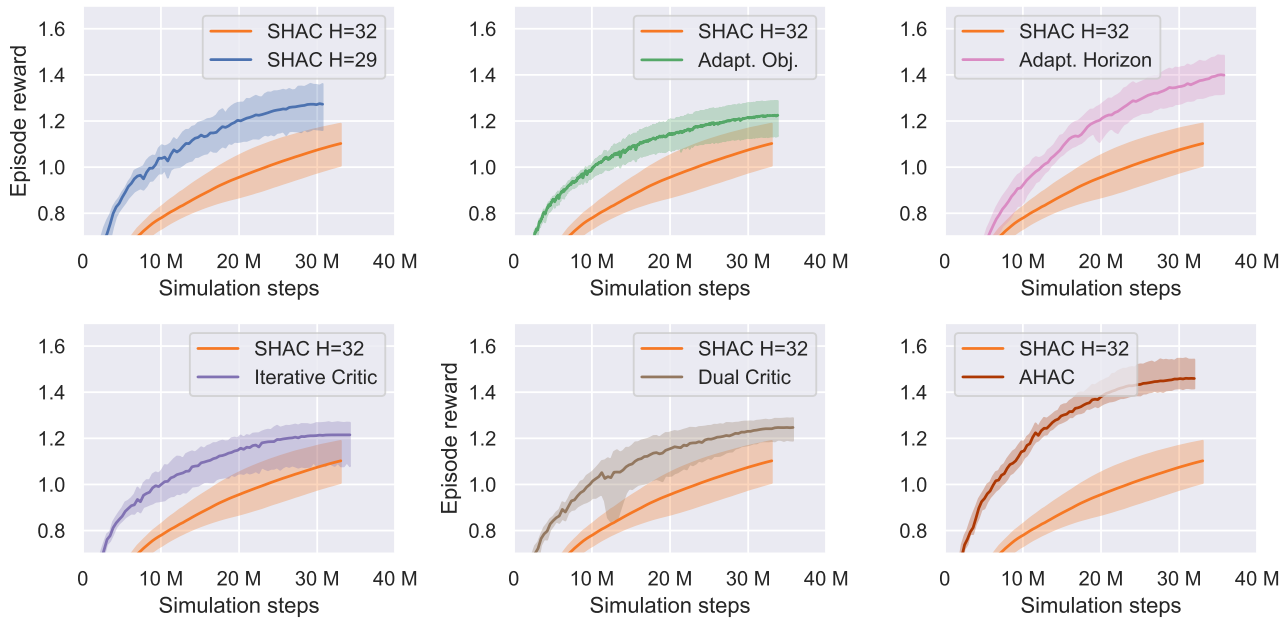 SHAC H=32
SHAC H=29
Episode reward
1.6
1.4
1.2
1.0
0.8
0
10 M
20 M
30 M
40 M
Simulation steps
SHAC H=32
Adapt. Obj.
1.6
1.4
1.2
1.0
0.8
0
10 M
20 M
30 M
40 M
Simulation steps
SHAC H=32
Adapt. Horizon
1.6
1.4
1.2
1.0
0.8
0
10 M
20 M
30 M
40 M
Simulation steps
SHAC H=32
Iterative Critic
1.6
1.4
1.2
1.0
0.8
0
10 M
20 M
30 M
40 M
Simulation steps
SHAC H=32
Dual Critic
Episode reward
1.6
1.4
1.2
1.0
0.8
0
10 M
20 M
30 M
40 M
Simulation steps
SHAC H=32
AHAC
1.6
1.4
1.2
1.0
0.8
0
10 M
20 M
30 M
40 M
Simulation steps